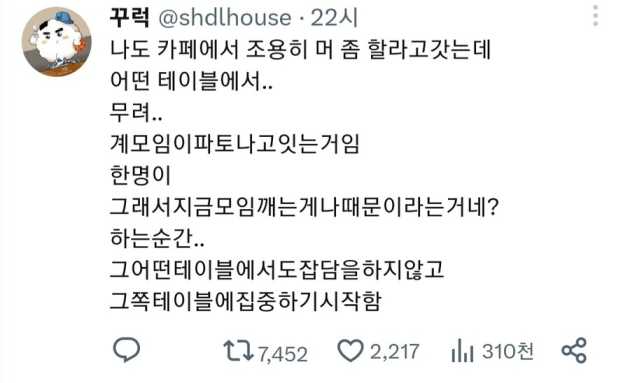 꾸럭 @shdlhouse · 22시
나도 카페에서 조용히 머 좀 할라고갓는데
어떤 테이블에서..
무려..
계모임이파토나고잇는거임
한명이
그래서지금모임깨는게나때문이라는거네?
하는순간..
그어떤테이블에서도잡담을하지않고
그쪽테이블에집중하기시작함
7,452 2,217 310천